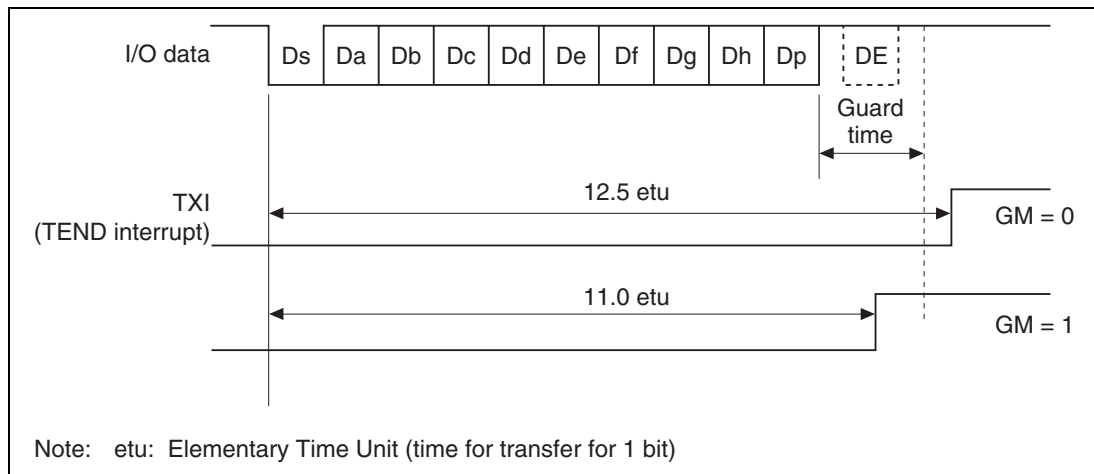 I/O data
Ds Da Db Dc Dd De Df Dg Dh Dp DE
Guard
time
12.5 etu
TXI
(TEND interrupt)
GM = 0
11.0 etu
GM = 1
Note: etu: Elementary Time Unit (time for transfer for 1 bit)